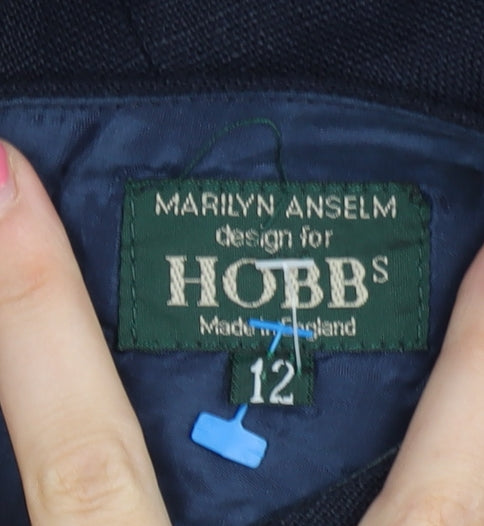 MARILYN ANSELM
design for
HOBBS
Made in England
12